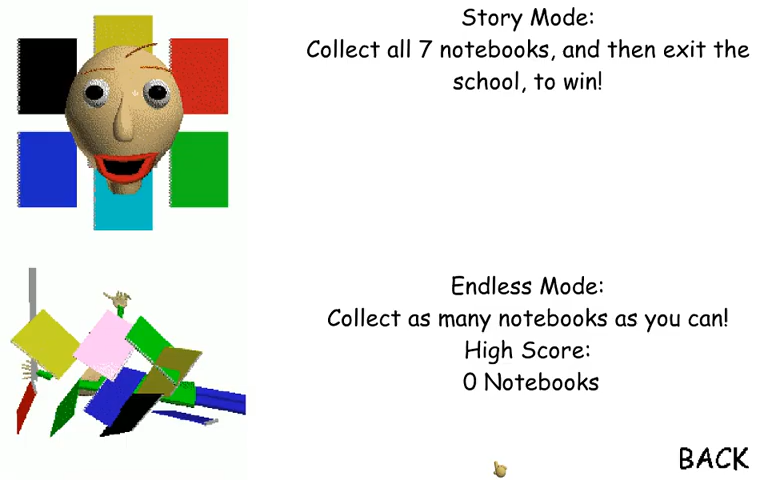 Story Mode:
Collect all 7 notebooks, and then exit the
school, to win!
Endless Mode:
Collect as many notebooks as you can!
High Score:
0 Notebooks
BACK